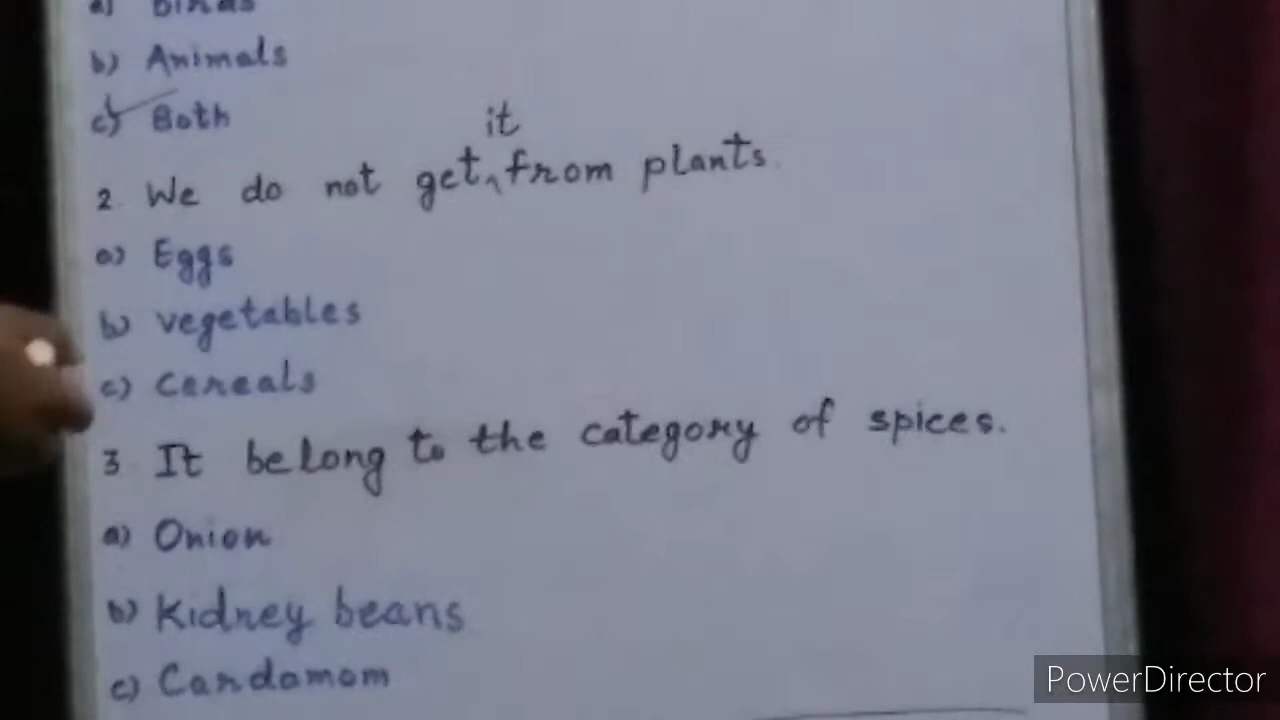 a) Birds
b) Animals
c) Both
it
2. We do not get from plants.
a) Eggs
b) vegetables
c) Cereals
3. It belong to the category of spices.
a) Onion
b) Kidney beans
c) Cardamom
PowerDirector